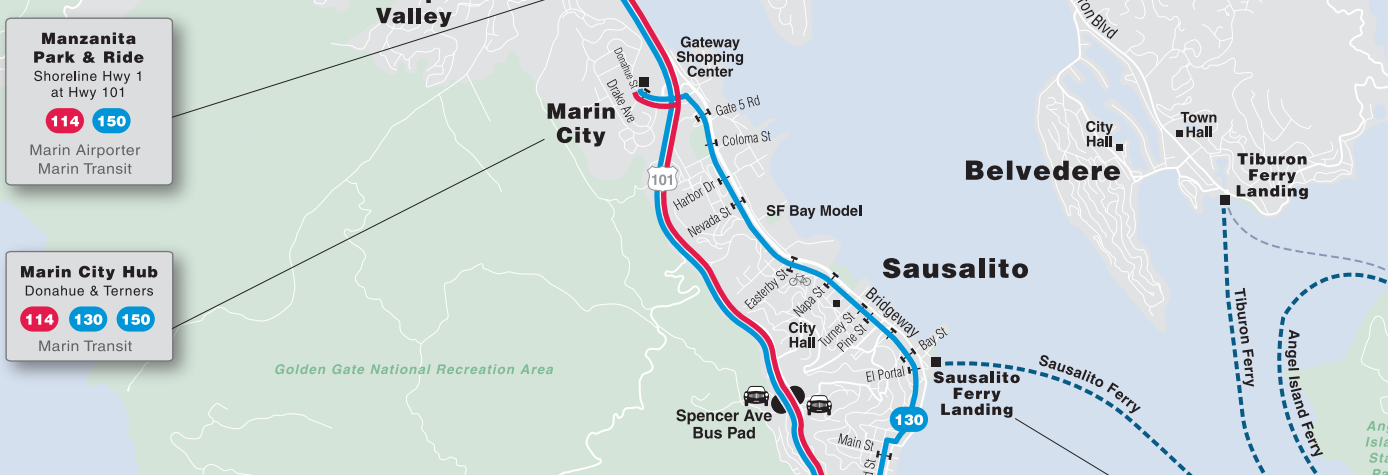 Valley
Manzanita
Park & Ride
Shoreline Hwy 1
at Hwy 101
114 150
Marin Airporter
Marin Transit
Marin City Hub
Donahue & Terners
114 130 150
Marin Transit
Marin
City
Donahue St
Drake Ave
Gateway
Shopping
Center
Gate 5 Rd
Coloma St
101
Harbor Dr
Nevada St
SF Bay Model
Sausalito
Easterby St
Napa St
Bridgeway
City
Hall
Turney St
Pine St
Bay St
El Portal
Sausalito
Ferry
Landing
130
Main St
Spencer Ave
Bus Pad
Golden Gate National Recreation Area
Blvd
Belvedere
City
Hall
Town
Hall
Tiburon
Ferry
Landing
Sausalito Ferry
Tiburon Ferry
Angel Island Ferry